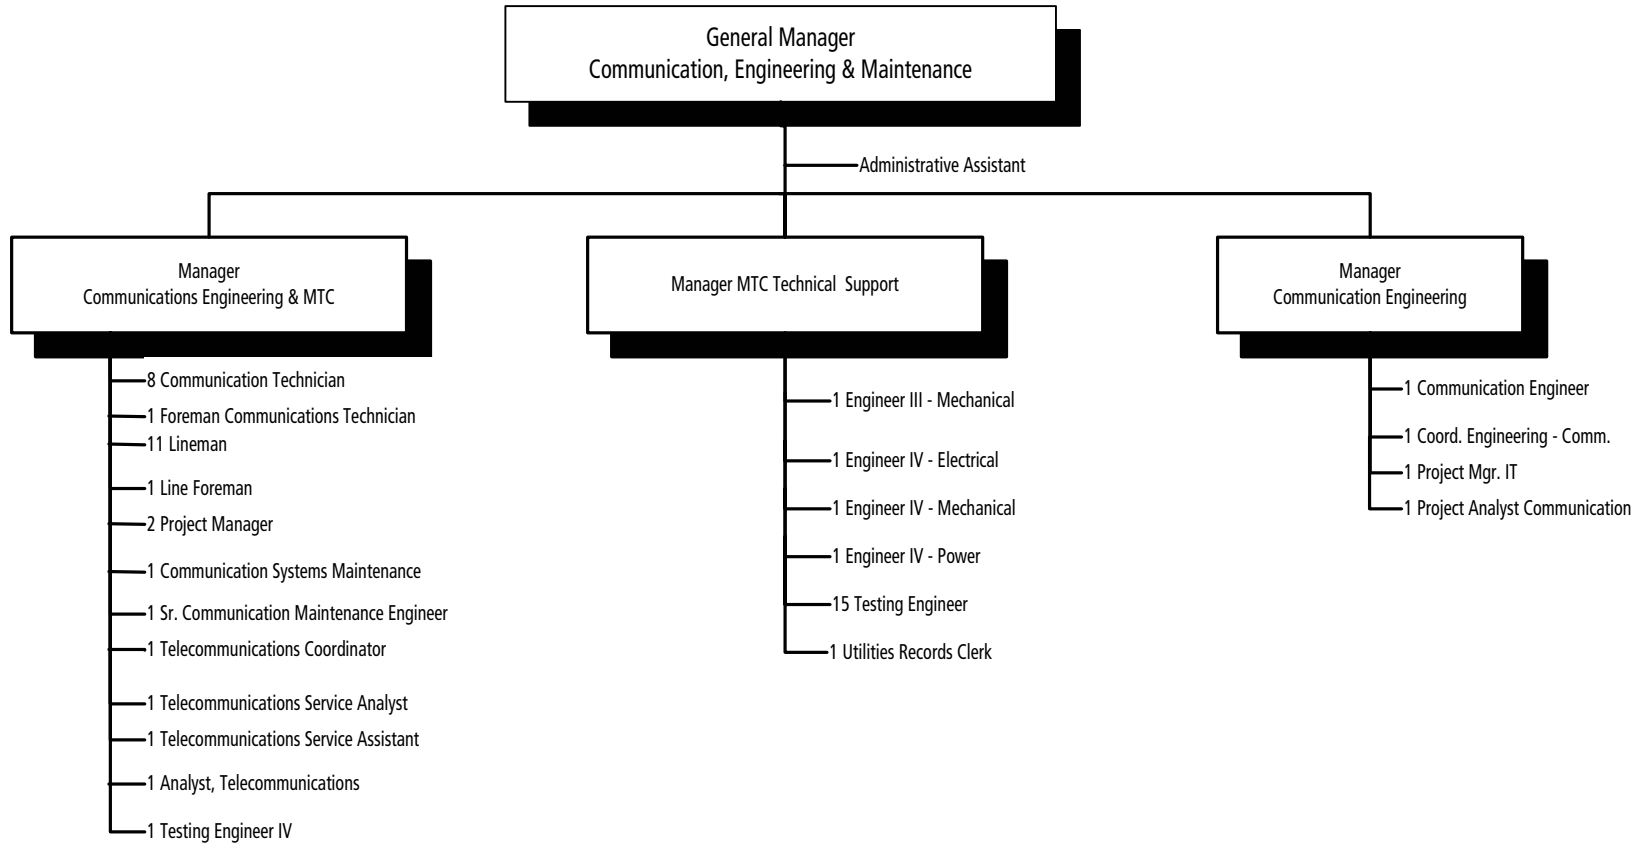 General Manager
Communication, Engineering & Maintenance
Administrative Assistant
Manager
Communications Engineering & MTC
8 Communication Technician
1 Foreman Communications Technician
11 Lineman
1 Line Foreman
2 Project Manager
1 Communication Systems Maintenance
1 Sr. Communication Maintenance Engineer
1 Telecommunications Coordinator
1 Telecommunications Service Analyst
1 Telecommunications Service Assistant
1 Analyst, Telecommunications
1 Testing Engineer IV
Manager MTC Technical Support
1 Engineer III - Mechanical
1 Engineer IV - Electrical
1 Engineer IV - Mechanical
1 Engineer IV - Power
15 Testing Engineer
1 Utilities Records Clerk
Manager
Communication Engineering
1 Communication Engineer
1 Coord. Engineering - Comm.
1 Project Mgr. IT
1 Project Analyst Communication